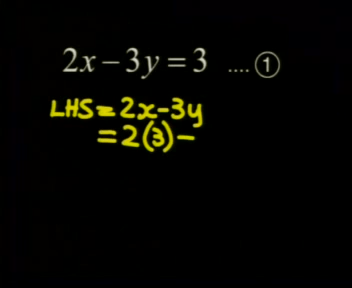 2x − 3y = 3 .... ①
LHS = 2x − 3y
= 2(3) −